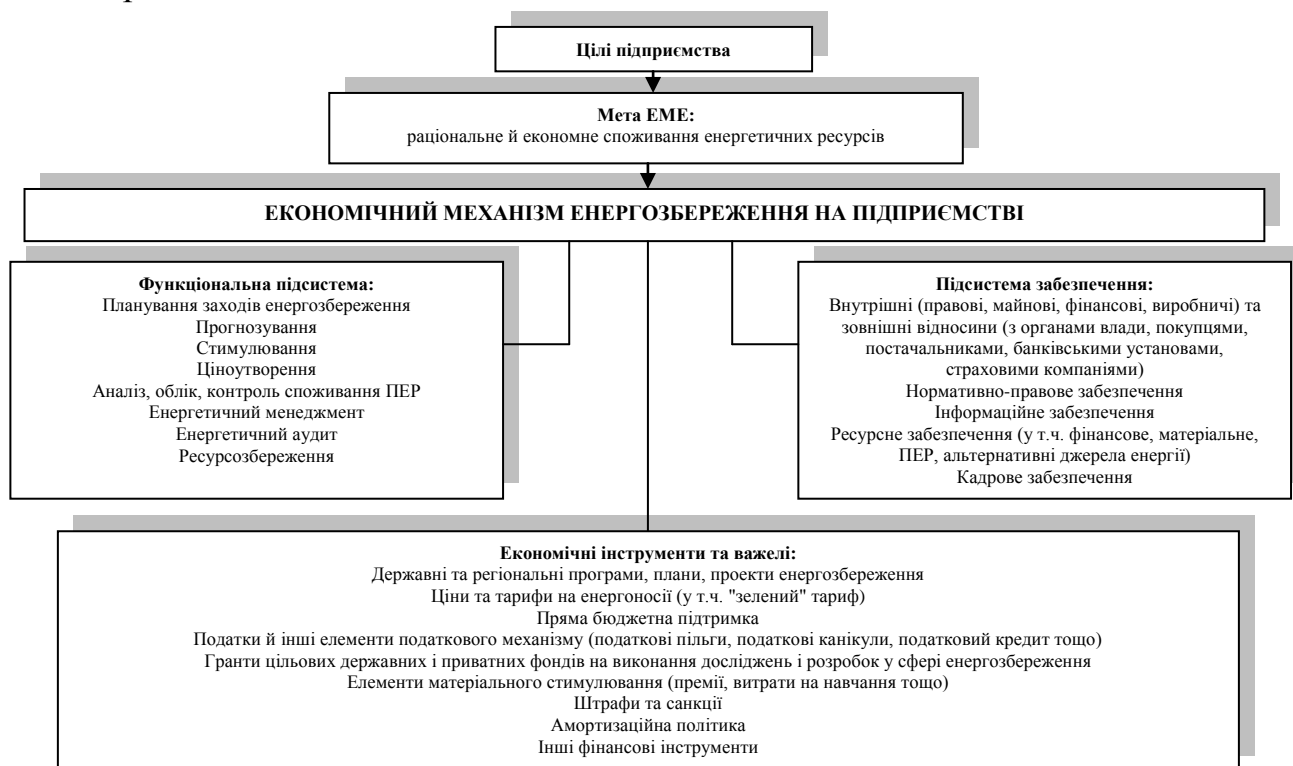 Цілі підприємства
Мета ЕМЕ:
раціональне й економне споживання енергетичних ресурсів
ЕКОНОМІЧНИЙ МЕХАНІЗМ ЕНЕРГОЗБЕРЕЖЕННЯ НА ПІДПРИЄМСТВІ
Функціональна підсистема:
Планування заходів енергозбереження
Прогнозування
Стимулювання
Ціноутворення
Аналіз, облік, контроль споживання ПЕР
Енергетичний менеджмент
Енергетичний аудит
Ресурсозбереження
Підсистема забезпечення:
Внутрішні (правові, майнові, фінансові, виробничі) та
зовнішні відносини (з органами влади, покупцями,
постачальниками, банківськими установами,
страховими компаніями)
Нормативно-правове забезпечення
Інформаційне забезпечення
Ресурсне забезпечення (у т.ч. фінансове, матеріальне,
ПЕР, альтернативні джерела енергії)
Кадрове забезпечення
Економічні інструменти та важелі:
Державні та регіональні програми, плани, проекти енергозбереження
Ціни та тарифи на енергоносії (у т.ч. "зелений" тариф)
Пряма бюджетна підтримка
Податки й інші елементи податкового механізму (податкові пільги, податкові канікули, податковий кредит тощо)
Гранти цільових державних і приватних фондів на виконання досліджень і розробок у сфері енергозбереження
Елементи матеріального стимулювання (премії, витрати на навчання тощо)
Штрафи та санкції
Амортизаційна політика
Інші фінансові інструменти